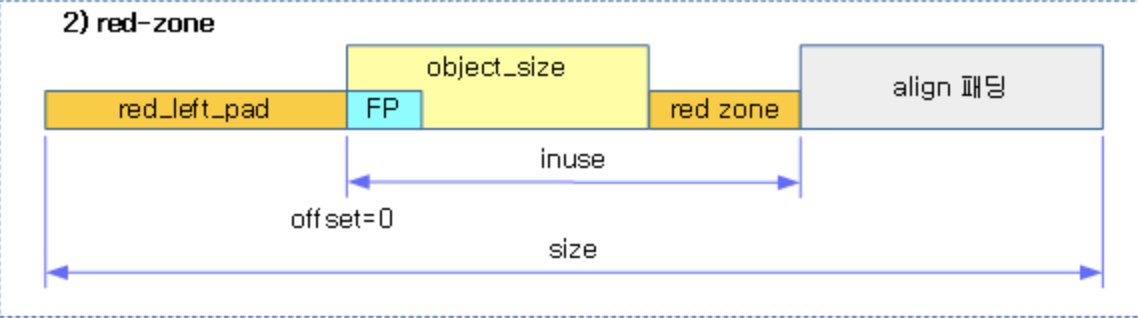 2) red-zone
object_size
align 패딩
red_left_pad
FP
red zone
inuse
offset=0
size